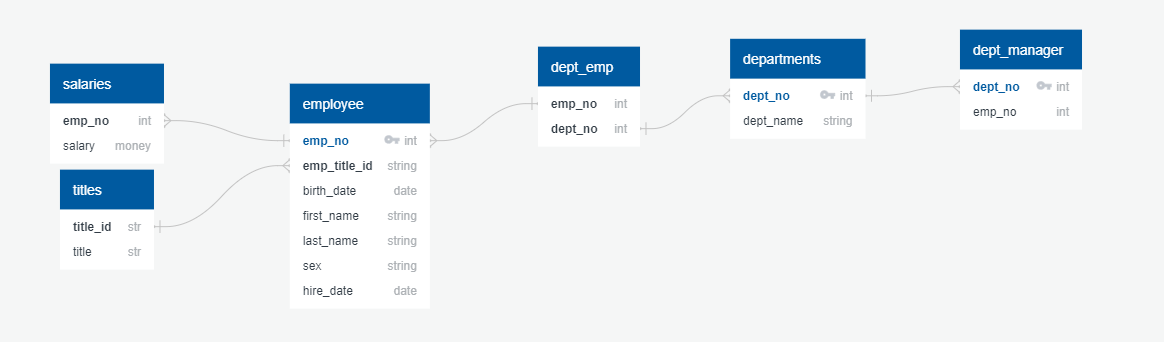 salaries
emp_no int
salary money
titles
title_id str
title str
employee
emp_no int
emp_title_id string
birth_date date
first_name string
last_name string
sex string
hire_date date
dept_emp
emp_no int
dept_no int
departments
dept_no int
dept_name string
dept_manager
dept_no int
emp_no int